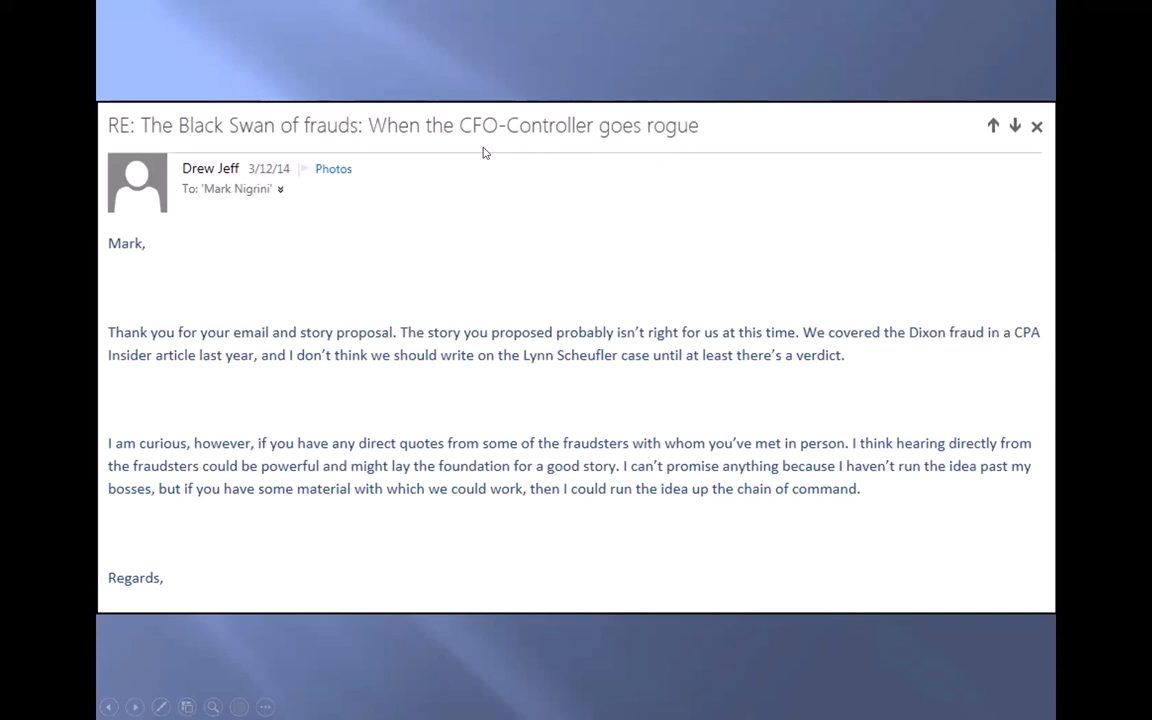 RE: The Black Swan of frauds: When the CFO-Controller goes rogue
Drew Jeff 3/12/14 Photos
To: 'Mark Nigrini'
Mark,
Thank you for your email and story proposal. The story you proposed probably isn’t right for us at this time. We covered the Dixon fraud in a CPA
Insider article last year, and I don’t think we should write on the Lynn Scheufler case until at least there’s a verdict.
I am curious, however, if you have any direct quotes from some of the fraudsters with whom you’ve met in person. I think hearing directly from
the fraudsters could be powerful and might lay the foundation for a good story. I can’t promise anything because I haven’t run the idea past my
bosses, but if you have some material with which we could work, then I could run the idea up the chain of command.
Regards,